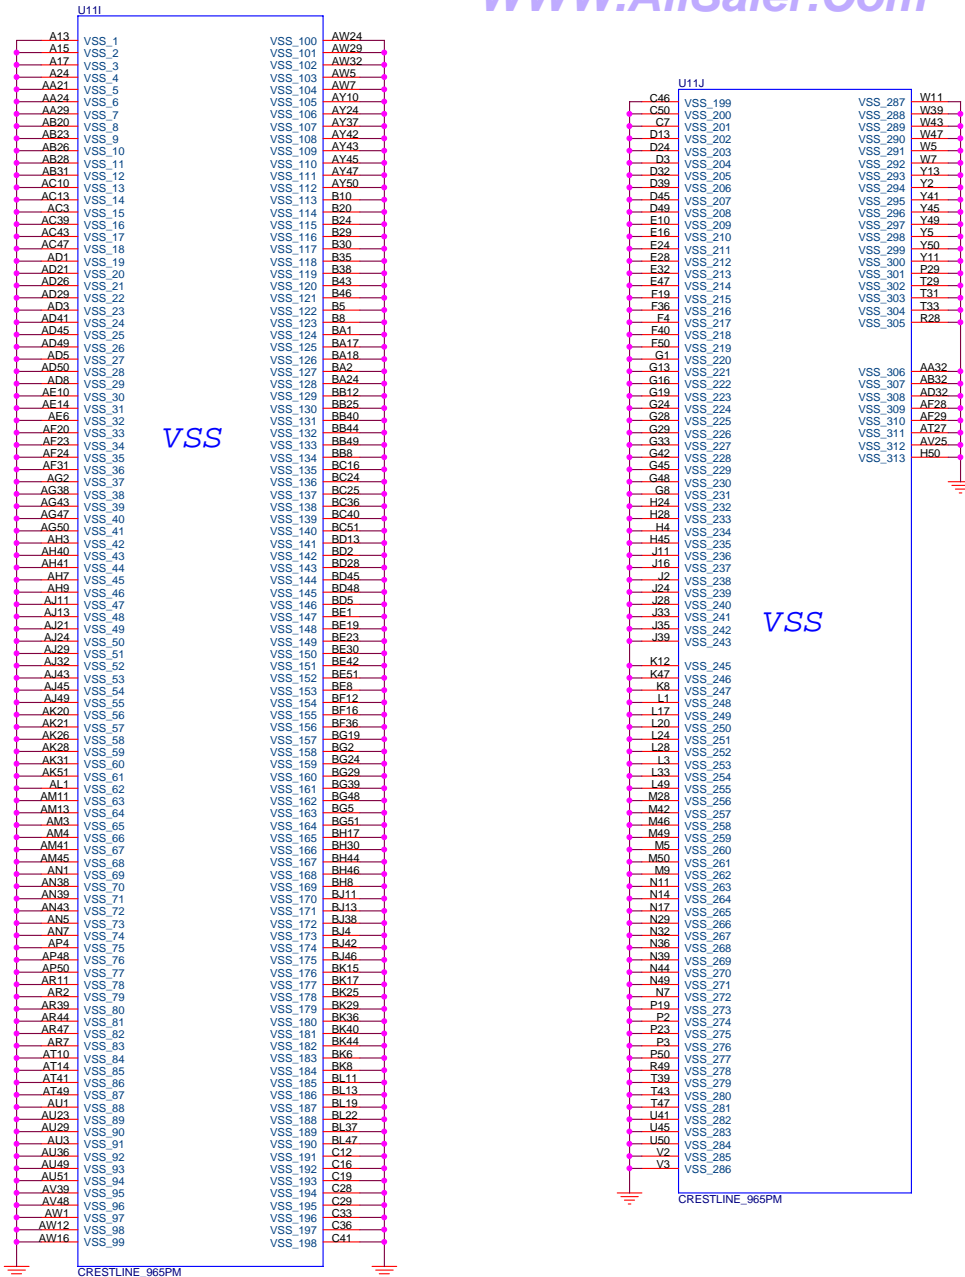 WWW.AliSaler.Com
U11I
A13 VSS_1 VSS_100 AW24
A15 VSS_2 VSS_101 AW29
A17 VSS_3 VSS_102 AW32
A24 VSS_4 VSS_103 AW5
AA21 VSS_5 VSS_104 AW7
AA24 VSS_6 VSS_105 AY10
AA29 VSS_7 VSS_106 AY24
AB20 VSS_8 VSS_107 AY37
AB23 VSS_9 VSS_108 AY42
AB26 VSS_10 VSS_109 AY43
AB28 VSS_11 VSS_110 AY45
AB31 VSS_12 VSS_111 AY47
AC10 VSS_13 VSS_112 AY50
AC13 VSS_14 VSS_113 B10
AC3 VSS_15 VSS_114 B20
AC39 VSS_16 VSS_115 B24
AC43 VSS_17 VSS_116 B29
AC47 VSS_18 VSS_117 B30
AD1 VSS_19 VSS_118 B35
AD21 VSS_20 VSS_119 B38
AD26 VSS_21 VSS_120 B43
AD29 VSS_22 VSS_121 B46
AD3 VSS_23 VSS_122 B5
AD41 VSS_24 VSS_123 B8
AD45 VSS_25 VSS_124 BA1
AD49 VSS_26 VSS_125 BA17
AD5 VSS_27 VSS_126 BA18
AD50 VSS_28 VSS_127 BA2
AD8 VSS_29 VSS_128 BA24
AE10 VSS_30 VSS_129 BB12
AE14 VSS_31 VSS_130 BB25
AE6 VSS_32 VSS_131 BB40
AF20 VSS_33 VSS_132 BB44
AF23 VSS_34 VSS_133 BB49
AF24 VSS_35 VSS_134 BB8
AF31 VSS_36 VSS_135 BC16
AG2 VSS_37 VSS_136 BC24
AG38 VSS_38 VSS_137 BC25
AG43 VSS_39 VSS_138 BC36
AG47 VSS_40 VSS_139 BC40
AG50 VSS_41 VSS_140 BC51
AH3 VSS_42 VSS_141 BD13
AH40 VSS_43 VSS_142 BD2
AH41 VSS_44 VSS_143 BD28
AH7 VSS_45 VSS_144 BD45
AH9 VSS_46 VSS_145 BD48
AJ11 VSS_47 VSS_146 BD5
AJ13 VSS_48 VSS_147 BE1
AJ21 VSS_49 VSS_148 BE19
AJ24 VSS_50 VSS_149 BE23
AJ29 VSS_51 VSS_150 BE30
AJ32 VSS_52 VSS_151 BE42
AJ43 VSS_53 VSS_152 BE51
AJ45 VSS_54 VSS_153 BE8
AJ49 VSS_55 VSS_154 BF12
AK20 VSS_56 VSS_155 BF16
AK21 VSS_57 VSS_156 BF36
AK26 VSS_58 VSS_157 BG19
AK28 VSS_59 VSS_158 BG2
AK31 VSS_60 VSS_159 BG24
AK51 VSS_61 VSS_160 BG29
AL1 VSS_62 VSS_161 BG39
AM11 VSS_63 VSS_162 BG48
AM13 VSS_64 VSS_163 BG5
AM3 VSS_65 VSS_164 BG51
AM4 VSS_66 VSS_165 BH17
AM41 VSS_67 VSS_166 BH30
AM45 VSS_68 VSS_167 BH44
AN1 VSS_69 VSS_168 BH46
AN38 VSS_70 VSS_169 BH8
AN39 VSS_71 VSS_170 BJ11
AN43 VSS_72 VSS_171 BJ13
AN5 VSS_73 VSS_172 BJ38
AN7 VSS_74 VSS_173 BJ4
AP4 VSS_75 VSS_174 BJ42
AP48 VSS_76 VSS_175 BJ46
AP50 VSS_77 VSS_176 BK15
AR11 VSS_78 VSS_177 BK17
AR2 VSS_79 VSS_178 BK25
AR39 VSS_80 VSS_179 BK29
AR44 VSS_81 VSS_180 BK36
AR47 VSS_82 VSS_181 BK40
AR7 VSS_83 VSS_182 BK44
AT10 VSS_84 VSS_183 BK6
AT14 VSS_85 VSS_184 BK8
AT41 VSS_86 VSS_185 BL11
AT49 VSS_87 VSS_186 BL13
AU1 VSS_88 VSS_187 BL19
AU23 VSS_89 VSS_188 BL22
AU29 VSS_90 VSS_189 BL37
AU3 VSS_91 VSS_190 BL47
AU36 VSS_92 VSS_191 C12
AU49 VSS_93 VSS_192 C16
AU51 VSS_94 VSS_193 C19
AV39 VSS_95 VSS_194 C28
AV48 VSS_96 VSS_195 C29
AW1 VSS_97 VSS_196 C33
AW12 VSS_98 VSS_197 C36
AW16 VSS_99 VSS_198 C41
VSS
CRESTLINE_965PM
U11J
C46 VSS_199 VSS_287 W11
C50 VSS_200 VSS_288 W39
C7 VSS_201 VSS_289 W43
D13 VSS_202 VSS_290 W47
D24 VSS_203 VSS_291 W5
D3 VSS_204 VSS_292 W7
D32 VSS_205 VSS_293 Y13
D39 VSS_206 VSS_294 Y2
D45 VSS_207 VSS_295 Y41
D49 VSS_208 VSS_296 Y45
E10 VSS_209 VSS_297 Y49
E16 VSS_210 VSS_298 Y5
E24 VSS_211 VSS_299 Y50
E28 VSS_212 VSS_300 Y11
E32 VSS_213 VSS_301 P29
E47 VSS_214 VSS_302 T29
F19 VSS_215 VSS_303 T31
F36 VSS_216 VSS_304 T33
F4 VSS_217 VSS_305 R28
F40 VSS_218
F50 VSS_219
G1 VSS_220
G13 VSS_221 VSS_306 AA32
G16 VSS_222 VSS_307 AB32
G19 VSS_223 VSS_308 AD32
G24 VSS_224 VSS_309 AF28
G28 VSS_225 VSS_310 AF29
G29 VSS_226 VSS_311 AT27
G33 VSS_227 VSS_312 AV25
G42 VSS_228 VSS_313 H50
G45 VSS_229
G48 VSS_230
G8 VSS_231
H24 VSS_232
H28 VSS_233
H4 VSS_234
H45 VSS_235
J11 VSS_236
J16 VSS_237
J2 VSS_238
J24 VSS_239
J28 VSS_240
J33 VSS_241
J35 VSS_242
J39 VSS_243
VSS
K12 VSS_245
K47 VSS_246
K8 VSS_247
L1 VSS_248
L17 VSS_249
L20 VSS_250
L24 VSS_251
L28 VSS_252
L3 VSS_253
L33 VSS_254
L49 VSS_255
M28 VSS_256
M42 VSS_257
M46 VSS_258
M49 VSS_259
M5 VSS_260
M50 VSS_261
M9 VSS_262
N11 VSS_263
N14 VSS_264
N17 VSS_265
N29 VSS_266
N32 VSS_267
N36 VSS_268
N39 VSS_269
N44 VSS_270
N49 VSS_271
N7 VSS_272
P19 VSS_273
P2 VSS_274
P23 VSS_275
P3 VSS_276
P50 VSS_277
R49 VSS_278
T39 VSS_279
T43 VSS_280
T47 VSS_281
U41 VSS_282
U45 VSS_283
U50 VSS_284
V2 VSS_285
V3 VSS_286
CRESTLINE_965PM